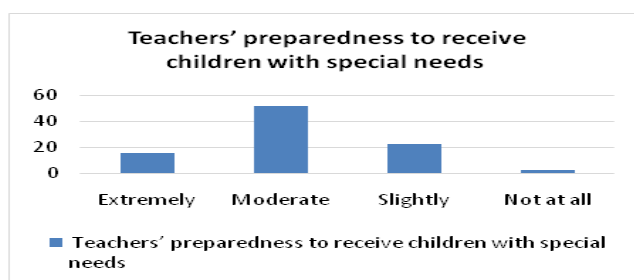 Teachers’ preparedness to receive
children with special needs
60
40
20
0
Extremely Moderate Slightly Not at all
Teachers’ preparedness to receive children with special
needs